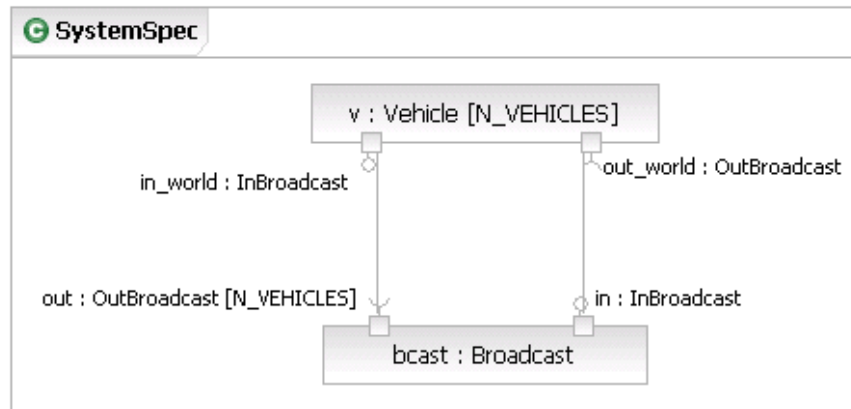 C SystemSpec
v : Vehicle [N_VEHICLES]
in_world : InBroadcast
out_world : OutBroadcast
out : OutBroadcast [N_VEHICLES]
in : InBroadcast
bcast : Broadcast